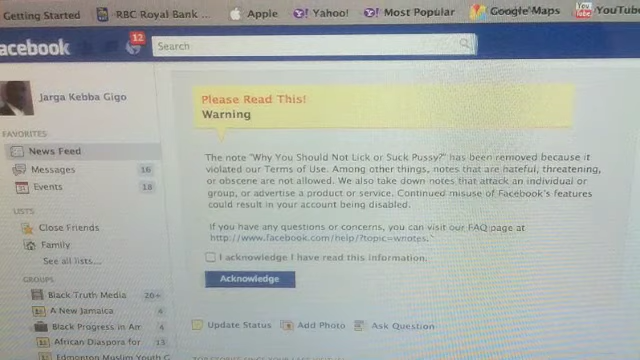 Getting Started RBC Royal Bank ... Apple Yahoo! Most Popular Google Maps YouTube
acebook 12 Search
Jarga Kebba Gigo
Please Read This!
Warning
FAVORITES
News Feed
Messages 16
Events 18
LISTS
Close Friends
Family
See all lists...
GROUPS
Black Truth Media 20+
A New Jamaica 4
Black Progress in Am 4
African Diaspora for 13
Edmonton Muslim Youth G
The note "Why You Should Not Lick or Suck Pussy?" has been removed because it
violated our Terms of Use. Among other things, notes that are hateful, threatening,
or obscene are not allowed. We also take down notes that attack an individual or
group, or advertise a product or service. Continued misuse of Facebook's features
could result in your account being disabled.
If you have any questions or concerns, you can visit our FAQ page at
http://www.facebook.com/help/?topic=wnotes.
I acknowledge I have read this information.
Acknowledge
Update Status Add Photo Ask Question